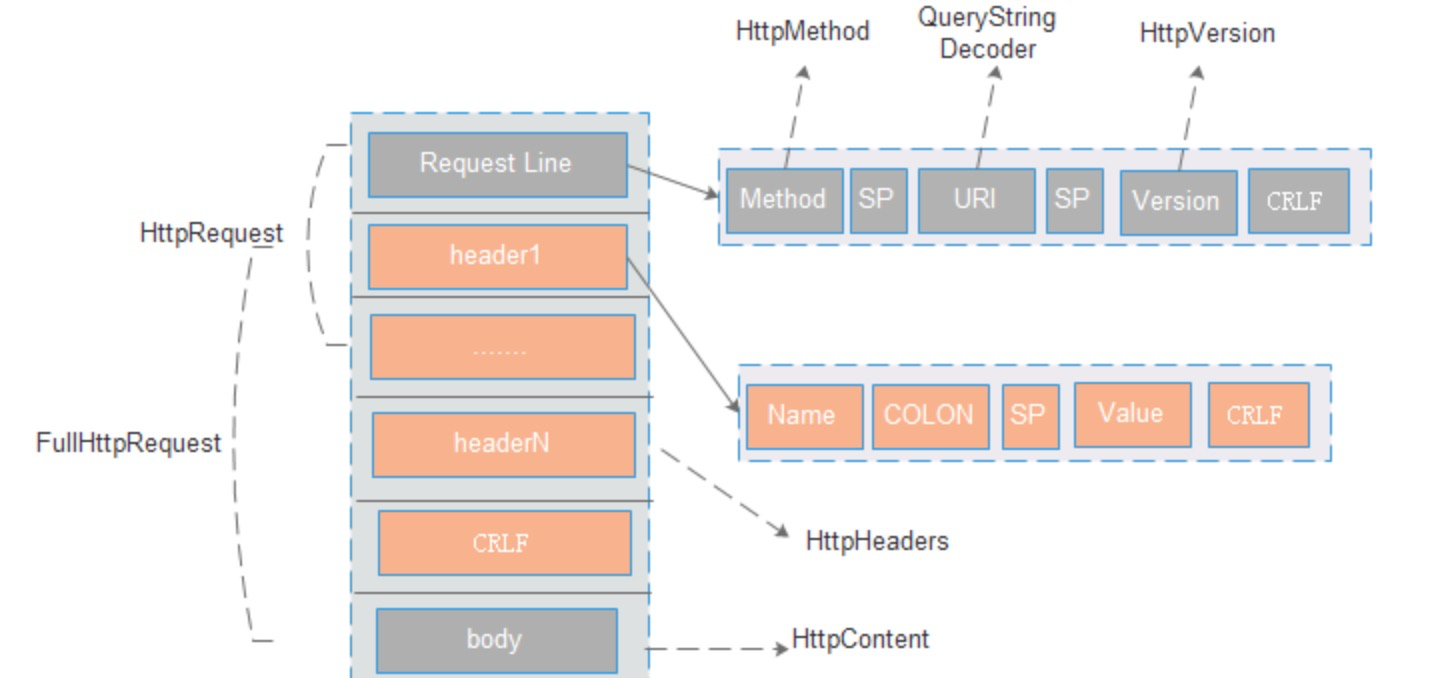 HttpMethod
QueryString
Decoder
HttpVersion
Request Line
Method SP URI SP Version CRLF
HttpRequest
header1
.......
Name COLON SP Value CRLF
FullHttpRequest
headerN
HttpHeaders
CRLF
body
HttpContent